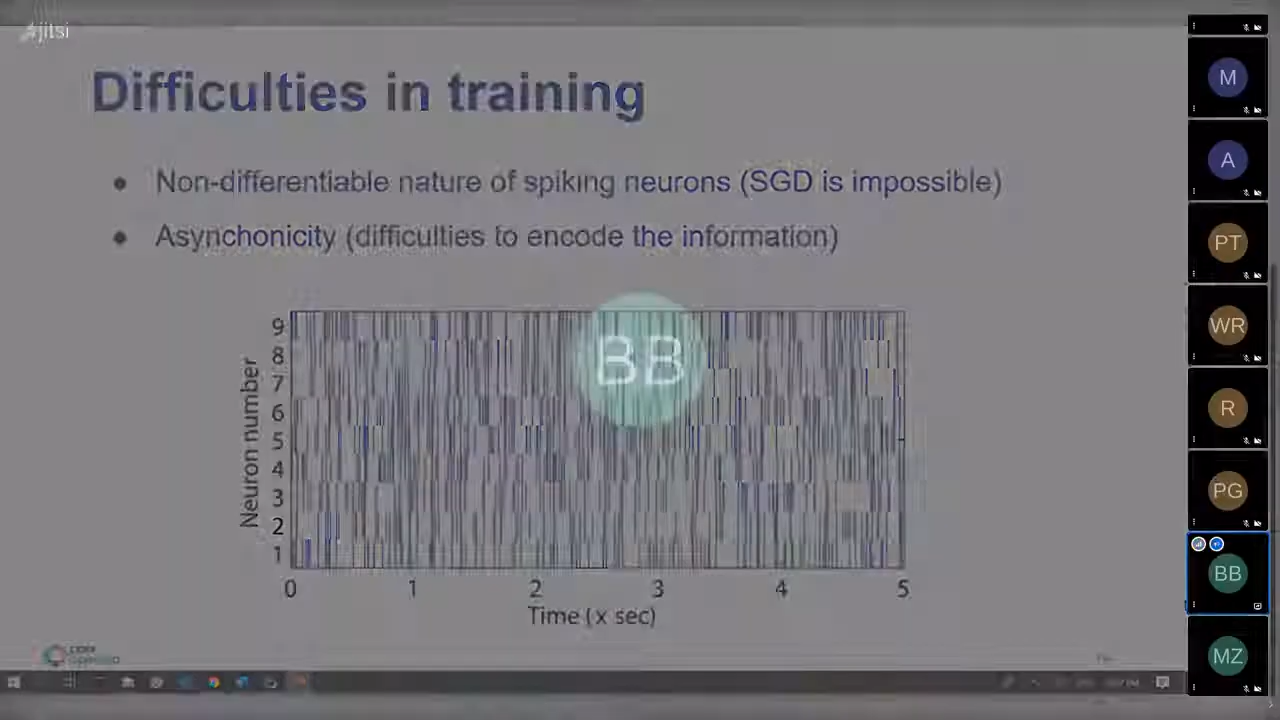 jitsi
Difficulties in training
● Non-differentiable nature of spiking neurons (SGD is impossible)
● Asynchonicity (difficulties to encode the information)
BB
9
8
7
6
5
4
3
2
1
Neuron number
0 1 2 3 4 5
Time (x sec)
M
A
PT
WR
R
PG
BB
MZ